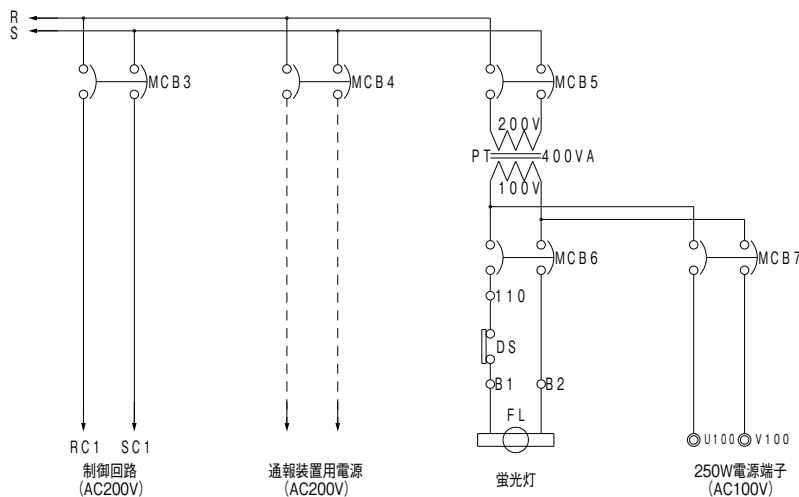 R
S
MCB3
MCB4
MCB5
200V
PT 400VA
100V
MCB6
MCB7
110
DS
B1 B2
FL
RC1 SC1
U100 V100
制御回路
(AC200V)
通報装置用電源
(AC200V)
蛍光灯
250W電源端子
(AC100V)